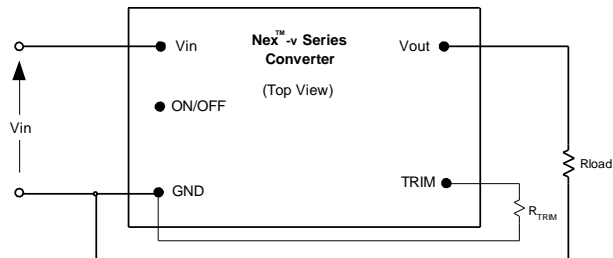 Nex™-v Series
Converter
(Top View)
Vin
Vout
ON/OFF
Vin
Rload
TRIM
GND
RTRIM